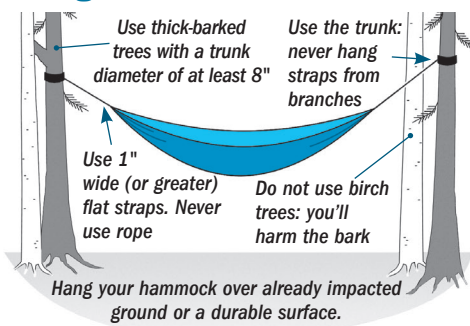 Use thick-barked
trees with a trunk
diameter of at least 8"
Use the trunk:
never hang
straps from
branches
Use 1"
wide (or greater)
flat straps. Never
use rope
Do not use birch
trees: you'll
harm the bark
Hang your hammock over already impacted
ground or a durable surface.